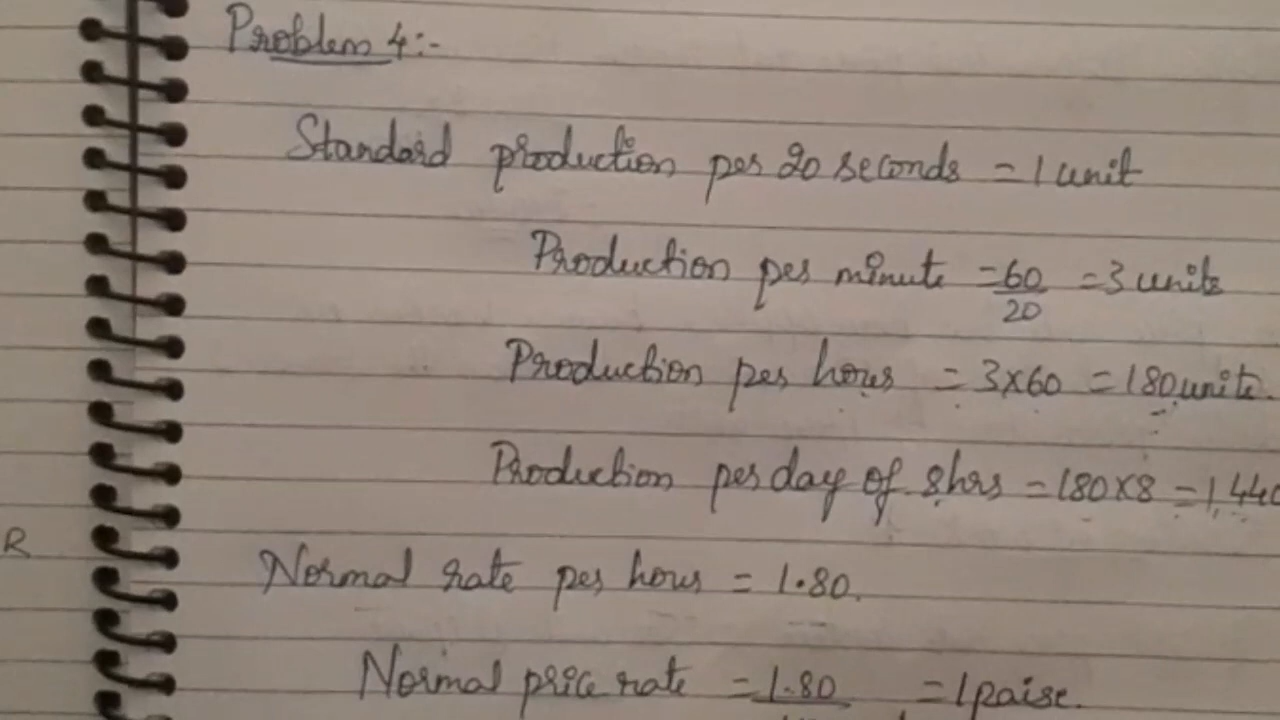 Problem 4:-
Standard production per 20 seconds = 1 unit
Production per minute = 60/20 = 3 units
Production per hour = 3x60 = 180 units.
Production per day of 8hrs = 180x8 = 1,440
R
Normal rate per hour = 1.80.
Normal price rate = 1.80 = 1 paise.